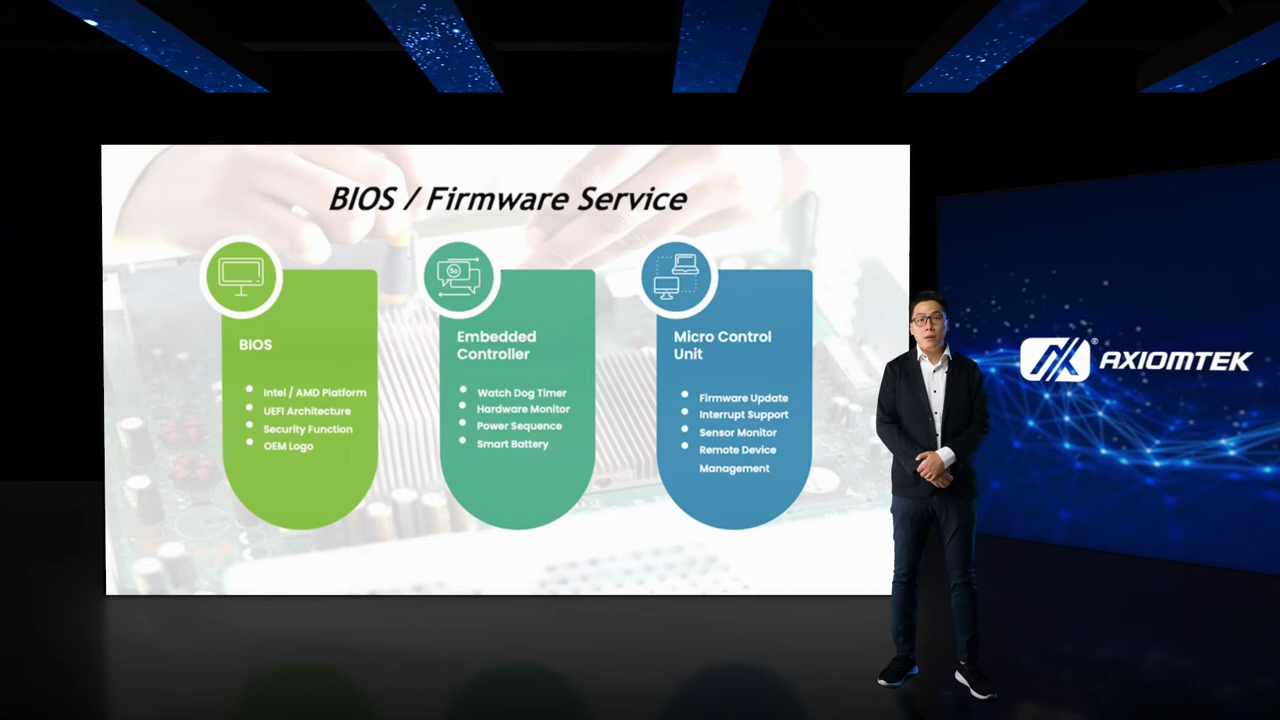 BIOS / Firmware Service
BIOS
Intel / AMD Platform
UEFI Architecture
Security Function
OEM Logo
5G
Embedded
Controller
Watch Dog Timer
Hardware Monitor
Power Sequence
Smart Battery
Micro Control
Unit
Firmware Update
Interrupt Support
Sensor Monitor
Remote Device
Management
AXIOMTEK®